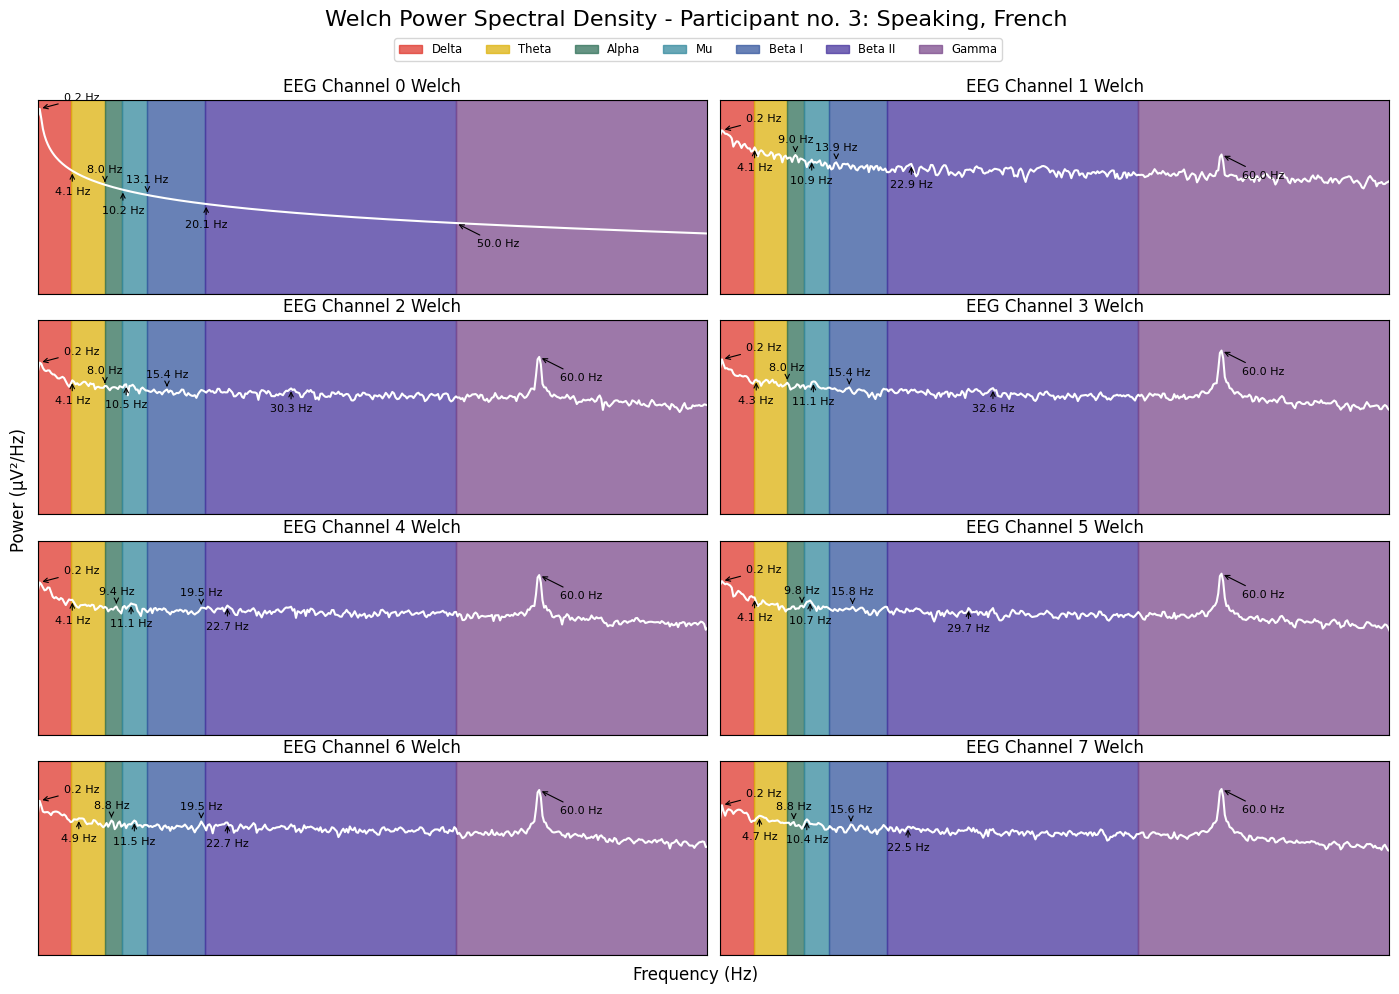 Welch Power Spectral Density - Participant no. 3: Speaking, French
Delta Theta Alpha Mu Beta I Beta II Gamma
EEG Channel 0 Welch
0.2 Hz
8.0 Hz
13.1 Hz
4.1 Hz
10.2 Hz
20.1 Hz
50.0 Hz
EEG Channel 1 Welch
0.2 Hz
9.0 Hz
13.9 Hz
4.1 Hz
10.9 Hz
22.9 Hz
60.0 Hz
EEG Channel 2 Welch
0.2 Hz
8.0 Hz
15.4 Hz
4.1 Hz
10.5 Hz
30.3 Hz
60.0 Hz
EEG Channel 3 Welch
0.2 Hz
8.0 Hz
15.4 Hz
4.3 Hz
11.1 Hz
32.6 Hz
60.0 Hz
EEG Channel 4 Welch
0.2 Hz
9.4 Hz
19.5 Hz
4.1 Hz
11.1 Hz
22.7 Hz
60.0 Hz
EEG Channel 5 Welch
0.2 Hz
9.8 Hz
15.8 Hz
4.1 Hz
10.7 Hz
29.7 Hz
60.0 Hz
EEG Channel 6 Welch
0.2 Hz
8.8 Hz
19.5 Hz
4.9 Hz
11.5 Hz
22.7 Hz
60.0 Hz
EEG Channel 7 Welch
0.2 Hz
8.8 Hz
15.6 Hz
4.7 Hz
10.4 Hz
22.5 Hz
60.0 Hz
Power (µV²/Hz)
Frequency (Hz)